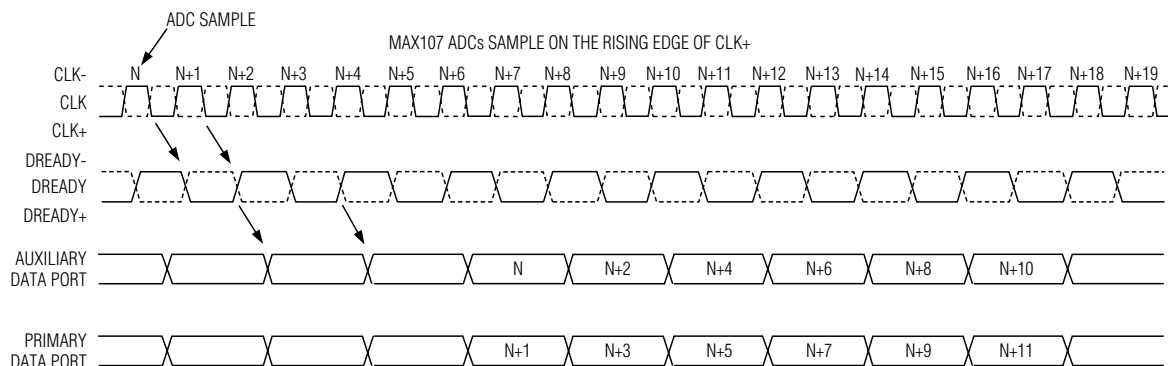 ADC SAMPLE
MAX107 ADCs SAMPLE ON THE RISING EDGE OF CLK+
CLK- N N+1 N+2 N+3 N+4 N+5 N+6 N+7 N+8 N+9 N+10 N+11 N+12 N+13 N+14 N+15 N+16 N+17 N+18 N+19
CLK
CLK+
DREADY-
DREADY
DREADY+
AUXILIARY
DATA PORT
N N+2 N+4 N+6 N+8 N+10
PRIMARY
DATA PORT
N+1 N+3 N+5 N+7 N+9 N+11